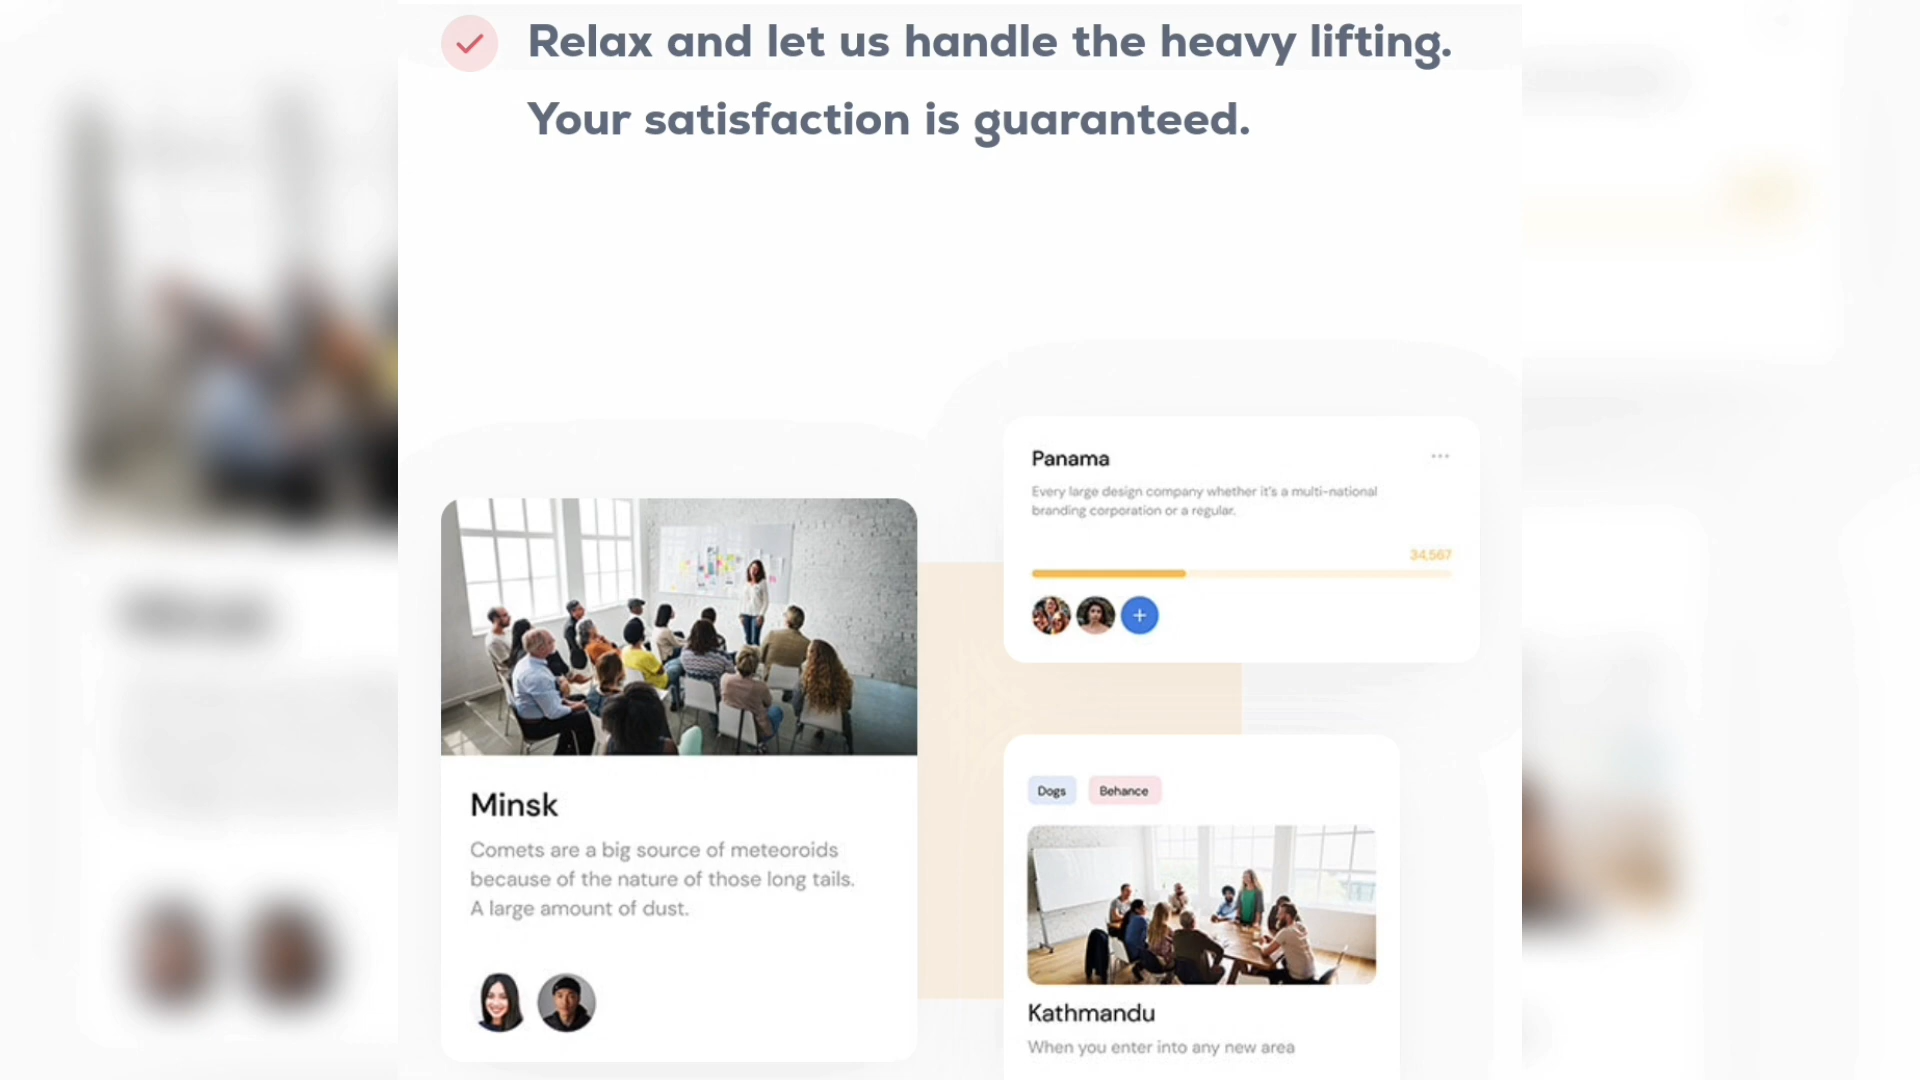 Relax and let us handle the heavy lifting.
Your satisfaction is guaranteed.
Panama
Every large design company whether it's a multi-national
branding corporation or a regular.
34,567
Minsk
Comets are a big source of meteoroids
because of the nature of those long tails.
A large amount of dust.
Dogs
Behance
Kathmandu
When you enter into any new area